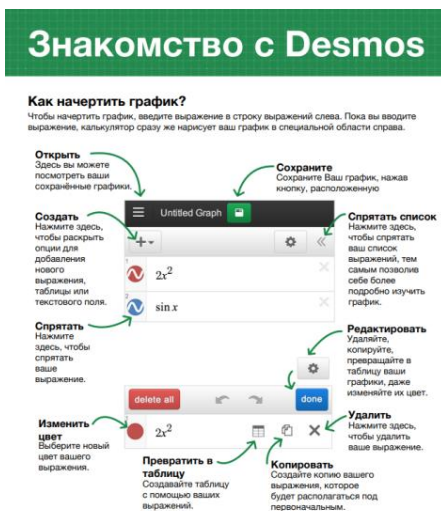 Знакомство с Desmos
Как начертить график?
Чтобы начертить график, введите выражение в строку выражений слева. Пока вы вводите
выражение, калькулятор сразу же нарисует ваш график в специальной области справа.
Открыть
Здесь вы можете
посмотреть ваши
сохранённые графики.
Сохраните
Сохраните Ваш график, нажав
кнопку, расположенную
Создать
Нажмите здесь,
чтобы раскрыть
опции для
добавления
нового
выражения,
таблицы или
текстового поля.
Untitled Graph
1
2x²
2
sin x
Спрятать список
Нажмите здесь,
чтобы спрятать
ваш список
выражений, тем
самым позволив
себе более
подробно изучить
график.
Спрятать
Нажмите
здесь, чтобы
спрятать
ваше
выражение.
Редактировать
Удаляйте,
копируйте,
превращайте в
таблицу ваши
графики, даже
изменяйте их цвет.
delete all
done
2x²
Изменить
цвет
Выберите новый
цвет вашего
выражения.
Удалить
Нажмите здесь,
чтобы удалить
ваше выражение.
Превратить в
таблицу
Создавайте таблицу
с помощью ваших
выражений.
Копировать
Создайте копию вашего
выражения, которое
будет располагаться под
первоначальным.